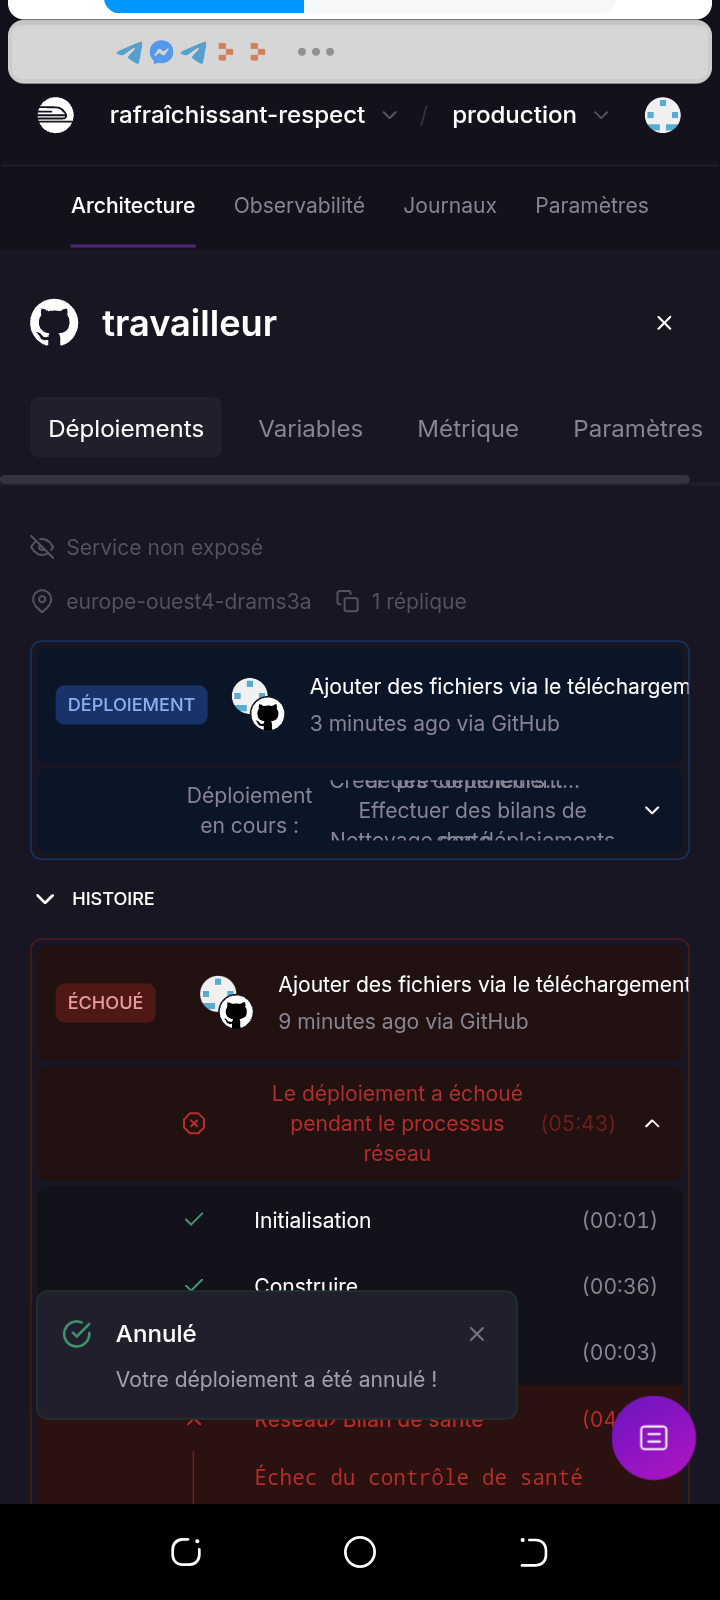 rafraîchissant-respect / production
Architecture Observabilité Journaux Paramètres
travailleur
Déploiements Variables Métrique Paramètres
Service non exposé
europe-ouest4-drams3a 1 réplique
DÉPLOIEMENT
Ajouter des fichiers via le téléchargem
3 minutes ago via GitHub
Déploiement
en cours :
Effectuer des bilans de
HISTOIRE
ÉCHOUÉ
Ajouter des fichiers via le téléchargement
9 minutes ago via GitHub
Le déploiement a échoué
pendant le processus
réseau
(05:43)
Initialisation (00:01)
Construire (00:36)
(00:03)
Annulé
Votre déploiement a été annulé !
Réseau› Bilan de santé (04
Échec du contrôle de santé